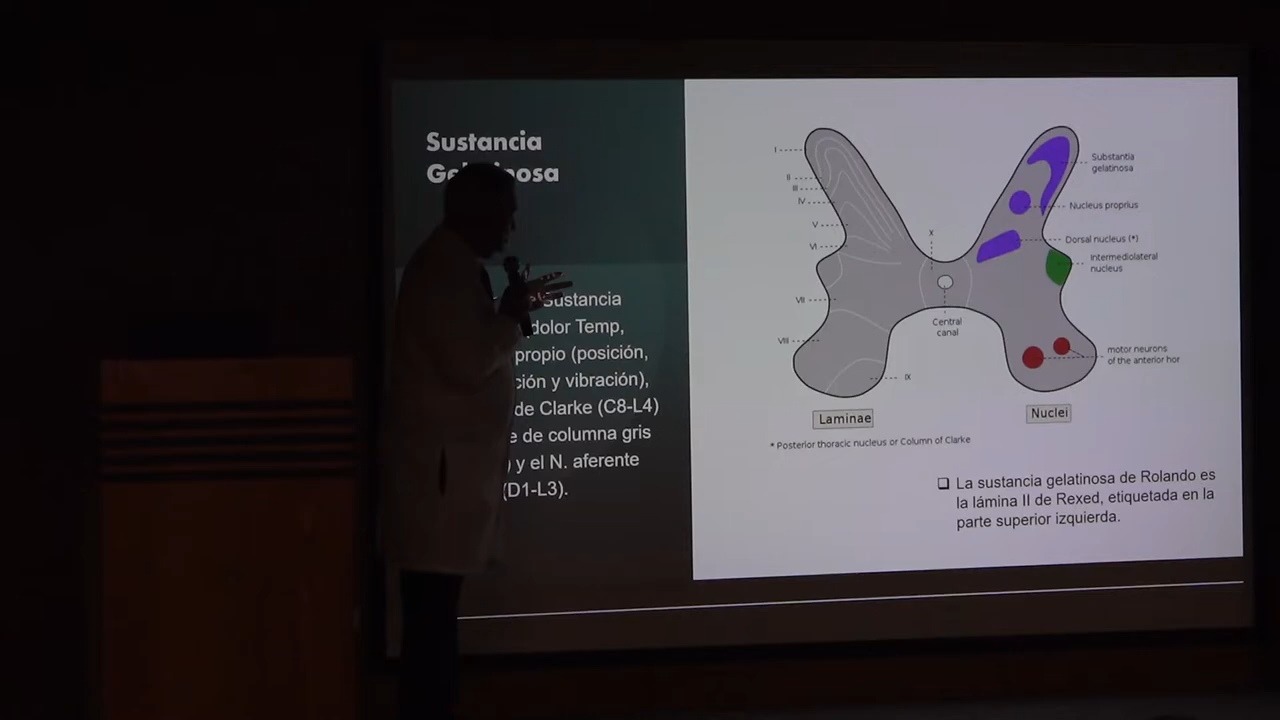 Sustancia
Gelatinosa
Sustancia
dolor Temp,
propio (posición,
y vibración),
de Clarke (C8-L4)
de columna gris
) y el N. aferente
(D1-L3).
I
II
III
IV
V
VI
VII
VIII
IX
X
Central
canal
Substantia
gelatinosa
Nucleus proprius
Dorsal nucleus (*)
Intermediolateral
nucleus
motor neurons
of the anterior hor
Laminae
Nuclei
* Posterior thoracic nucleus or Column of Clarke
La sustancia gelatinosa de Rolando es
la lámina II de Rexed, etiquetada en la
parte superior izquierda.